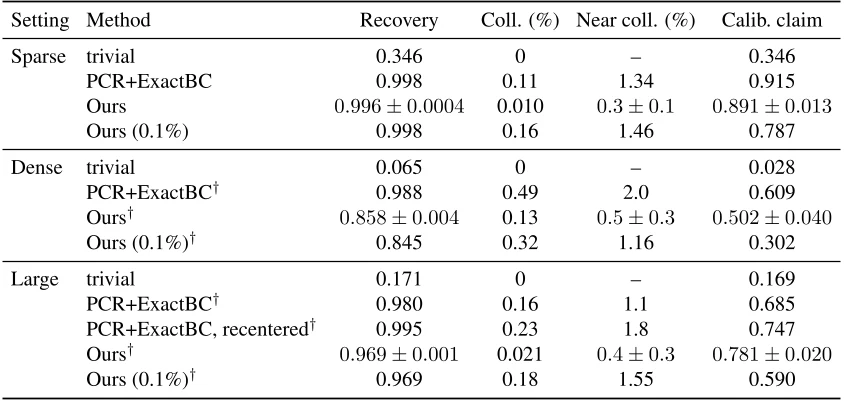 Setting Method Recovery Coll. (%) Near coll. (%) Calib. claim
Sparse trivial 0.346 0 – 0.346
PCR+ExactBC 0.998 0.11 1.34 0.915
Ours 0.996 ± 0.0004 0.010 0.3 ± 0.1 0.891 ± 0.013
Ours (0.1%) 0.998 0.16 1.46 0.787
Dense trivial 0.065 0 – 0.028
PCR+ExactBC† 0.988 0.49 2.0 0.609
Ours† 0.858 ± 0.004 0.13 0.5 ± 0.3 0.502 ± 0.040
Ours (0.1%)† 0.845 0.32 1.16 0.302
Large trivial 0.171 0 – 0.169
PCR+ExactBC† 0.980 0.16 1.1 0.685
PCR+ExactBC, recentered† 0.995 0.23 1.8 0.747
Ours† 0.969 ± 0.001 0.021 0.4 ± 0.3 0.781 ± 0.020
Ours (0.1%)† 0.969 0.18 1.55 0.590